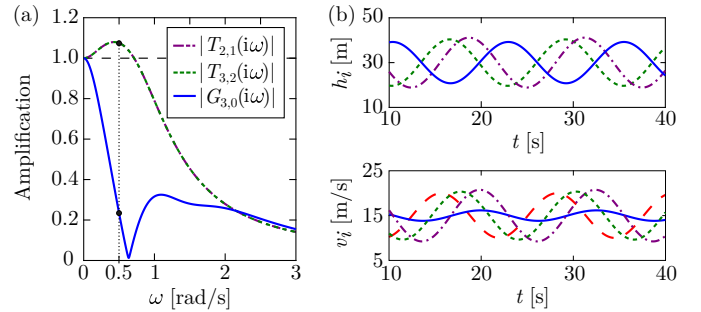 (a)
Amplification
1.2
1.0
0.8
0.6
0.4
0.2
0
0 0.5 1 2 3
ω [rad/s]
|T2,1(iω)|
|T3,2(iω)|
|G3,0(iω)|
(b)
hi [m]
50
30
10
10 20 30 40
t [s]
vi [m/s]
25
15
5
10 20 30 40
t [s]